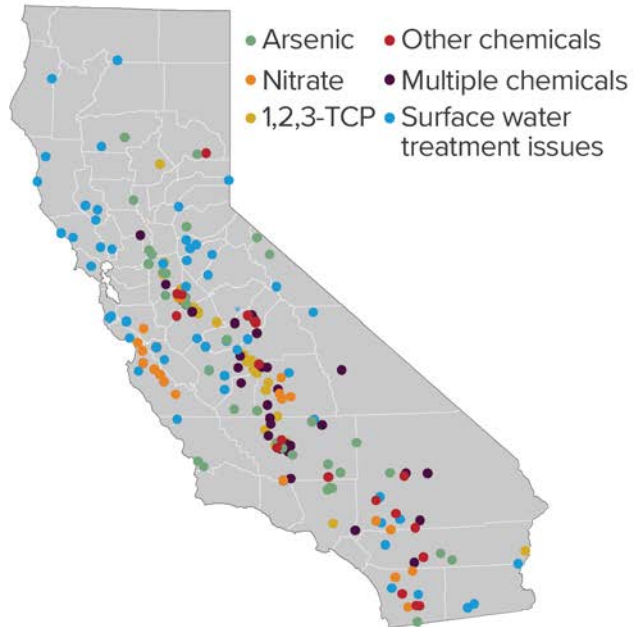 Arsenic
Other chemicals
Nitrate
Multiple chemicals
1,2,3-TCP
Surface water
treatment issues